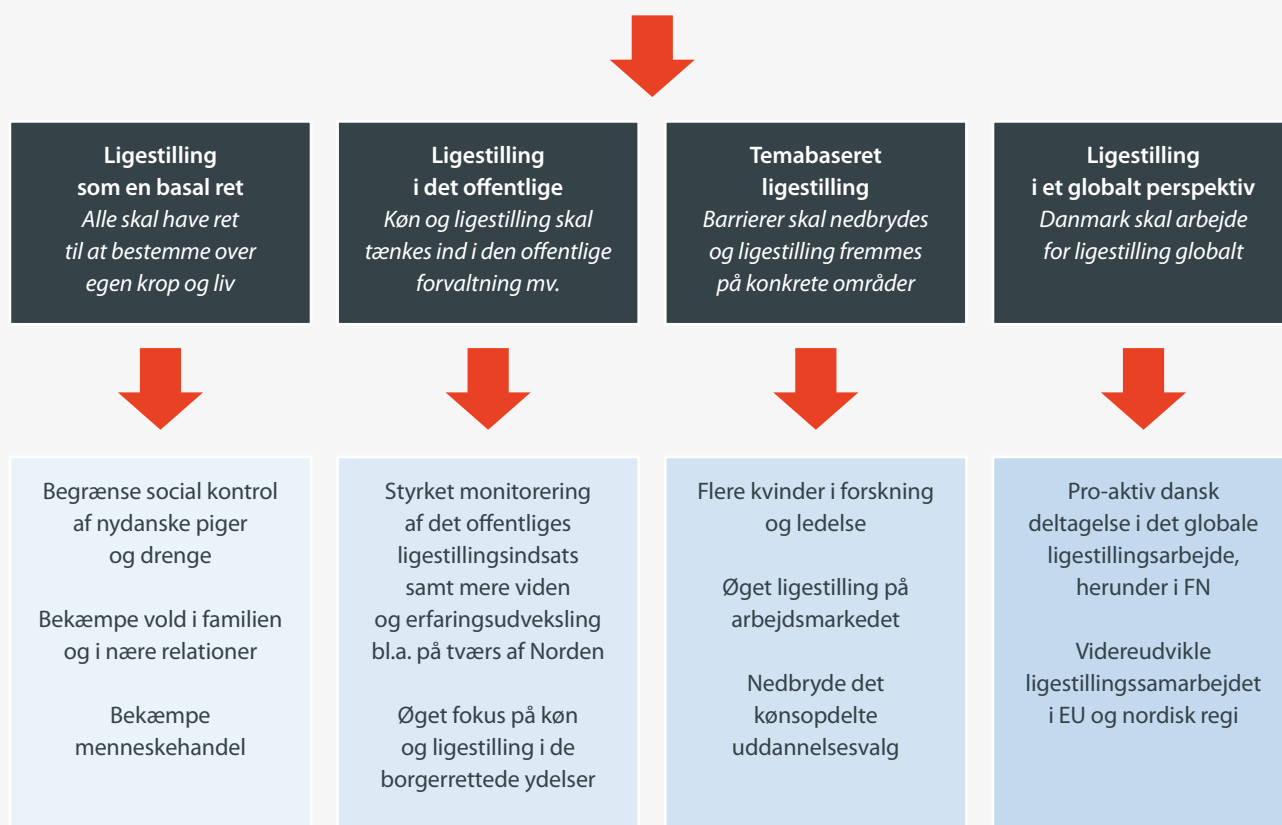 Ligestilling
som en basal ret
Alle skal have ret
til at bestemme over
egen krop og liv
Ligestilling
i det offentlige
Køn og ligestilling skal
tænkes ind i den offentlige
forvaltning mv.
Temabaseret
ligestilling
Barrierer skal nedbrydes
og ligestilling fremmes
på konkrete områder
Ligestilling
i et globalt perspektiv
Danmark skal arbejde
for ligestilling globalt
Begrænse social kontrol
af nydanske piger
og drenge
Bekæmpe vold i familien
og i nære relationer
Bekæmpe
menneskehandel
Styrket monitorering
af det offentliges
ligestillingsindsats
samt mere viden
og erfaringsudveksling
bl.a. på tværs af Norden
Øget fokus på køn
og ligestilling i de
borgerrettede ydelser
Flere kvinder i forskning
og ledelse
Øget ligestilling på
arbejdsmarkedet
Nedbryde det
kønsopdelte
uddannelsesvalg
Pro-aktiv dansk
deltagelse i det globale
ligestillingsarbejde,
herunder i FN
Videreudvikle
ligestillingssamarbejdet
i EU og nordisk regi